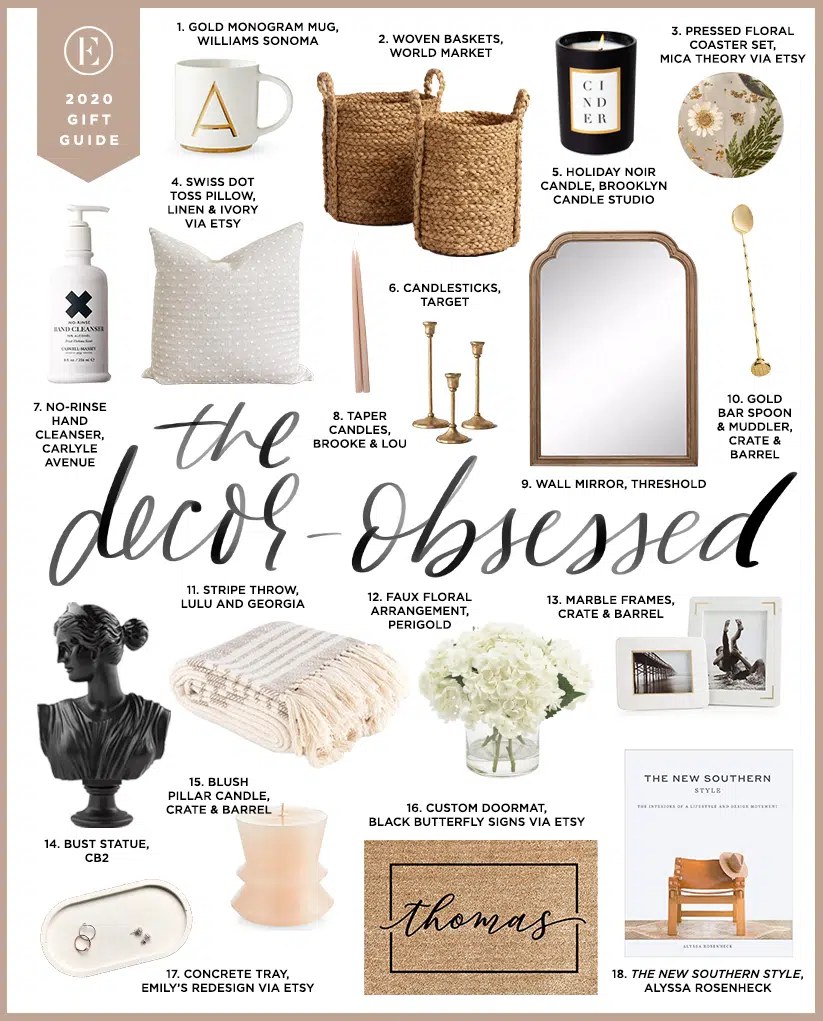 E
2020
GIFT
GUIDE
1. GOLD MONOGRAM MUG,
WILLIAMS SONOMA
A
2. WOVEN BASKETS,
WORLD MARKET
CI
ND
ER
3. PRESSED FLORAL
COASTER SET,
MICA THEORY VIA ETSY
4. SWISS DOT
TOSS PILLOW,
LINEN & IVORY
VIA ETSY
5. HOLIDAY NOIR
CANDLE, BROOKLYN
CANDLE STUDIO
NO-RINSE
HAND CLEANSER
CASWELL-MASSEY
6. CANDLESTICKS,
TARGET
7. NO-RINSE
HAND
CLEANSER,
CARLYLE
AVENUE
8. TAPER
CANDLES,
BROOKE & LOU
9. WALL MIRROR, THRESHOLD
10. GOLD
BAR SPOON
& MUDDLER,
CRATE &
BARREL
the
decor-obsessed
11. STRIPE THROW,
LULU AND GEORGIA
12. FAUX FLORAL
ARRANGEMENT,
PERIGOLD
13. MARBLE FRAMES,
CRATE & BARREL
14. BUST STATUE,
CB2
15. BLUSH
PILLAR CANDLE,
CRATE & BARREL
16. CUSTOM DOORMAT,
BLACK BUTTERFLY SIGNS VIA ETSY
thomas
THE NEW SOUTHERN
STYLE
THE INTERIORS OF A LIFESTYLE AND DESIGN MOVEMENT
ALYSSA ROSENHECK
17. CONCRETE TRAY,
EMILY'S REDESIGN VIA ETSY
18. THE NEW SOUTHERN STYLE,
ALYSSA ROSENHECK